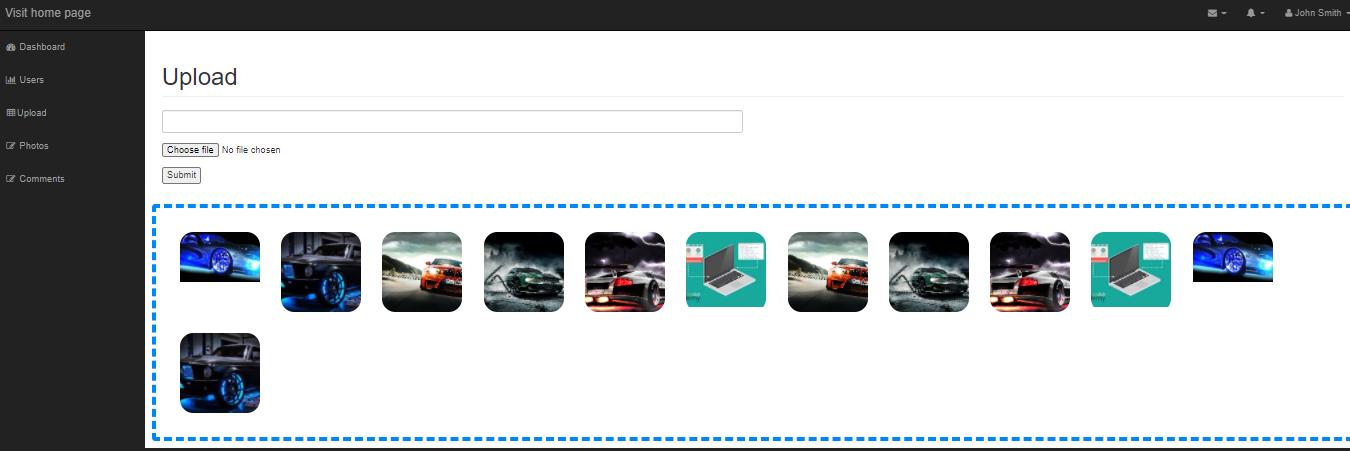 Visit home page
John Smith
Dashboard
Users
Upload
Photos
Comments
Upload
Choose file No file chosen
Submit